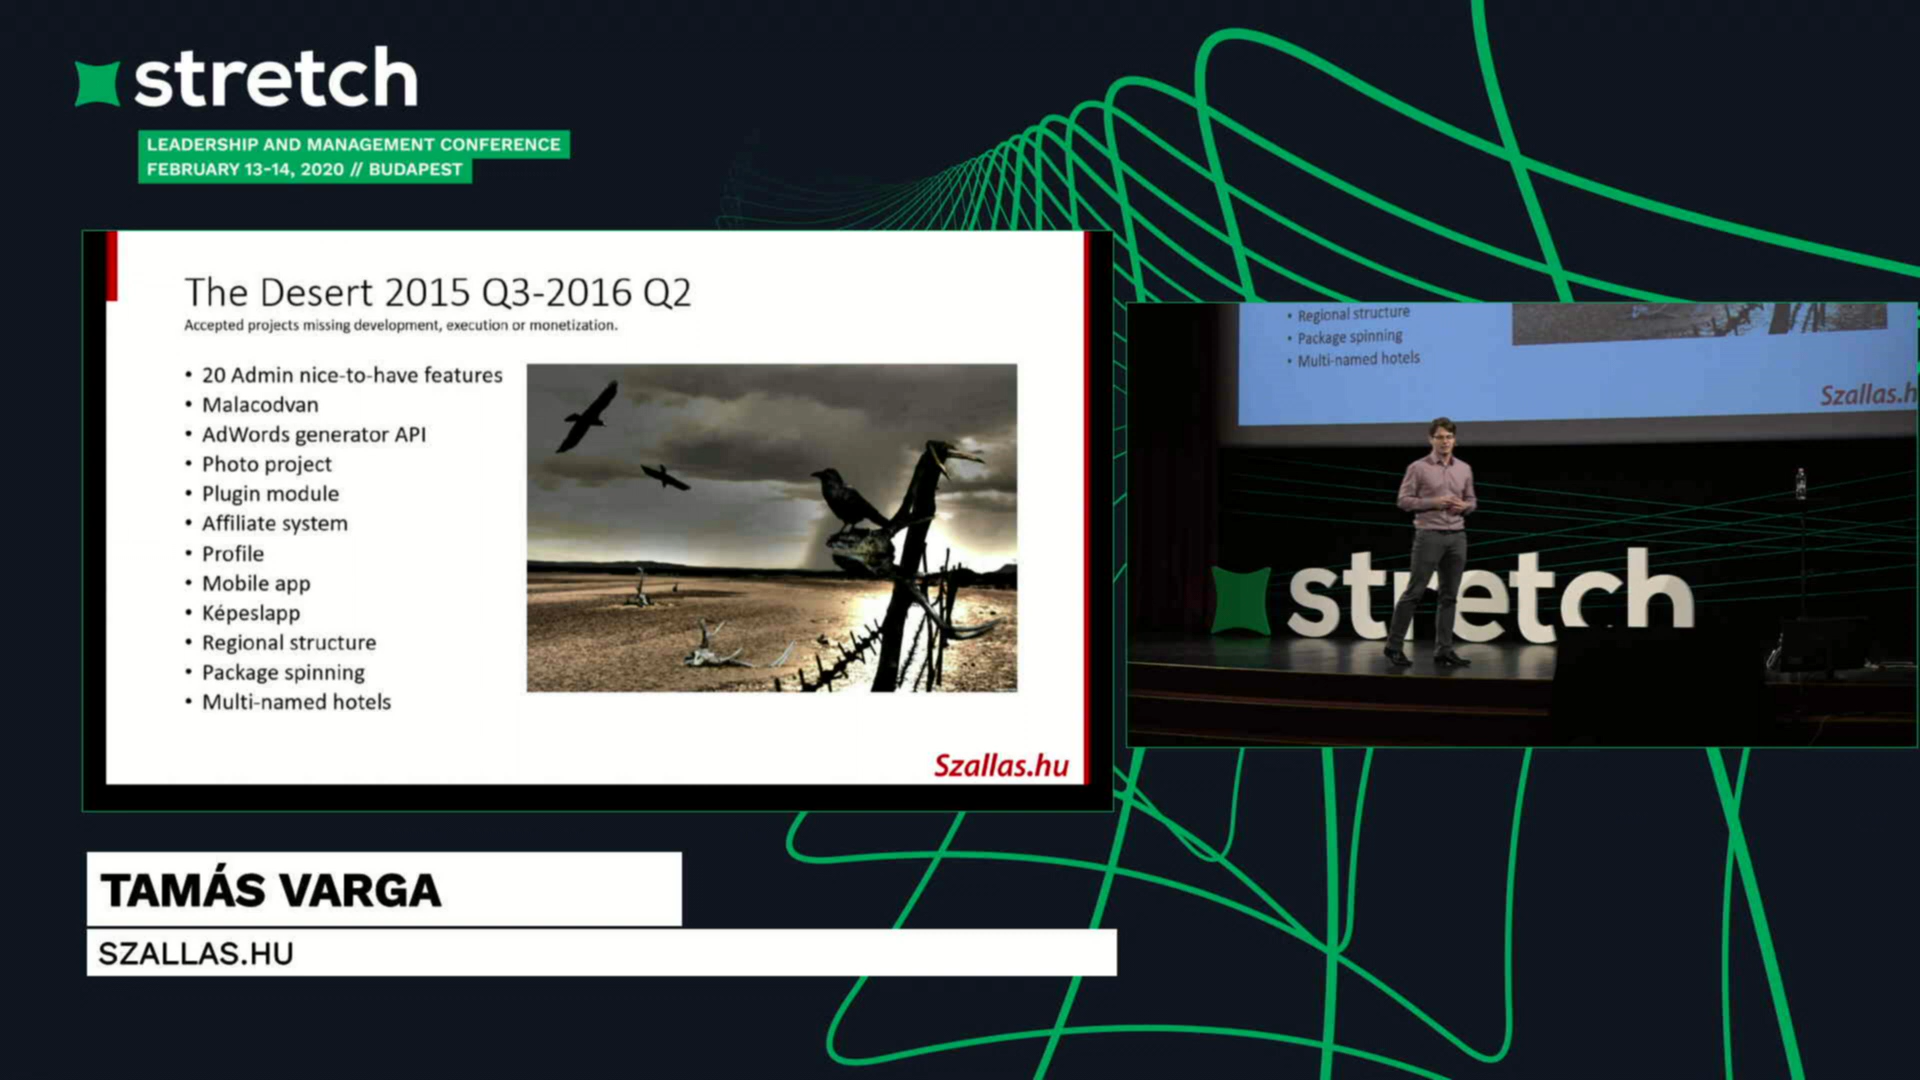 stretch
LEADERSHIP AND MANAGEMENT CONFERENCE
FEBRUARY 13-14, 2020 // BUDAPEST
The Desert 2015 Q3-2016 Q2
Accepted projects missing development, execution or monetization.
• 20 Admin nice-to-have features
• Malacodvan
• AdWords generator API
• Photo project
• Plugin module
• Affiliate system
• Profile
• Mobile app
• Képeslapp
• Regional structure
• Package spinning
• Multi-named hotels
Szallas.hu
• Regional structure
• Package spinning
• Multi-named hotels
Szallas.h
stretch
TAMÁS VARGA
SZALLAS.HU